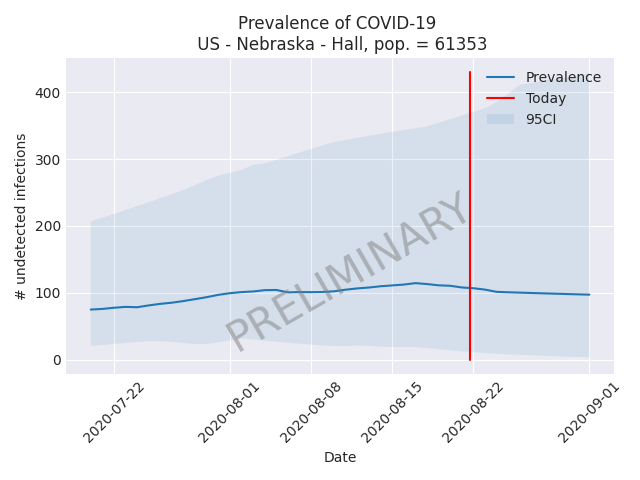 Prevalence of COVID-19
US - Nebraska - Hall, pop. = 61353
Prevalence
Today
95CI
PRELIMINARY
# undetected infections
400
300
200
100
0
2020-07-22
2020-08-01
2020-08-08
2020-08-15
2020-08-22
2020-09-01
Date